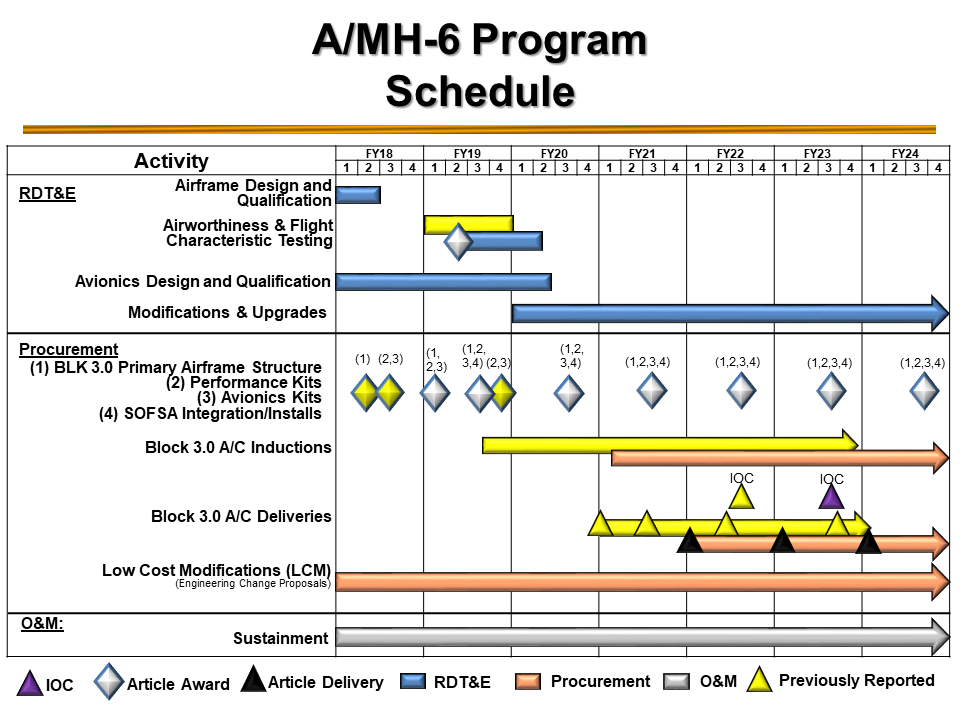 A/MH-6 Program
Schedule
Activity
FY18 FY19 FY20 FY21 FY22 FY23 FY24
1 2 3 4 1 2 3 4 1 2 3 4 1 2 3 4 1 2 3 4 1 2 3 4 1 2 3 4
RDT&E
Airframe Design and
Qualification
Airworthiness & Flight
Characteristic Testing
Avionics Design and Qualification
Modifications & Upgrades
Procurement
(1) BLK 3.0 Primary Airframe Structure
(2) Performance Kits
(3) Avionics Kits
(4) SOFSA Integration/Installs
(1) (2,3)
(1,
2,3)
(1,2,
3,4) (2,3)
(1,2,
3,4)
(1,2,3,4)
(1,2,3,4)
(1,2,3,4)
(1,2,3,4)
Block 3.0 A/C Inductions
IOC
IOC
Block 3.0 A/C Deliveries
Low Cost Modifications (LCM)
(Engineering Change Proposals)
O&M:
Sustainment
IOC
Article Award
Article Delivery
RDT&E
Procurement
O&M
Previously Reported